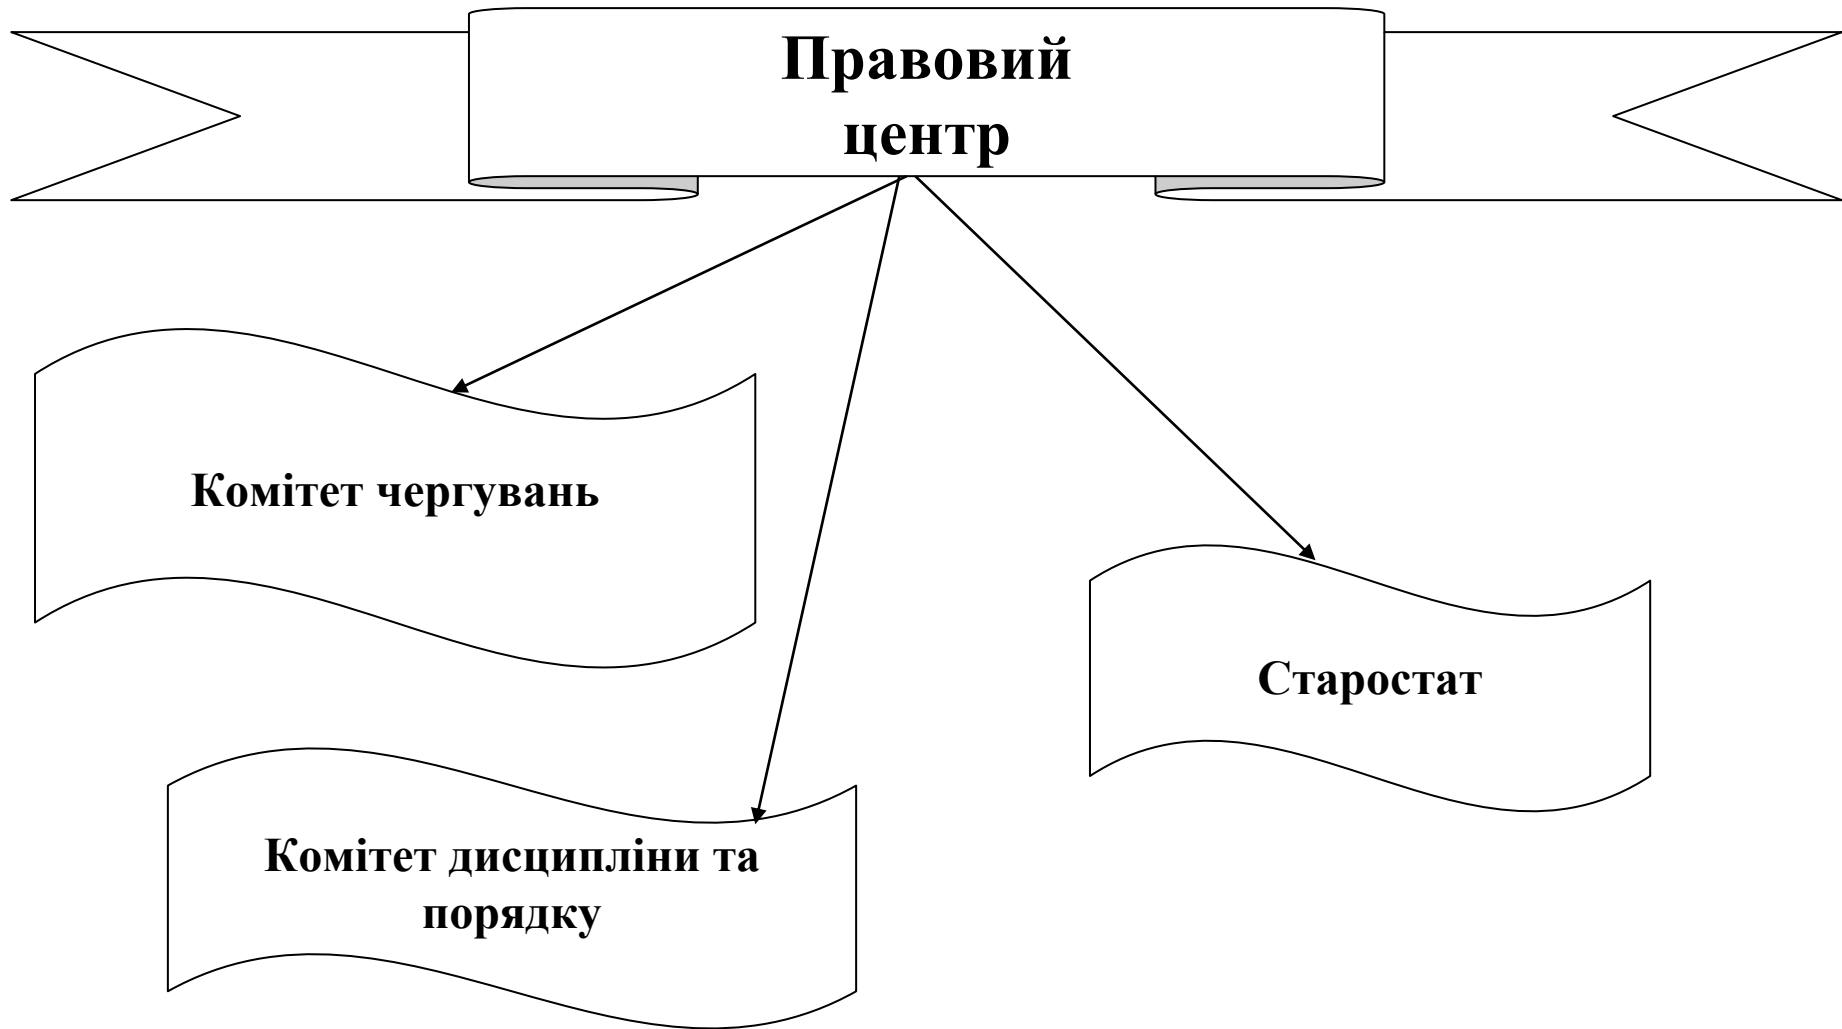 Правовий
центр
Комітет чергувань
Старостат
Комітет дисципліни та
порядку